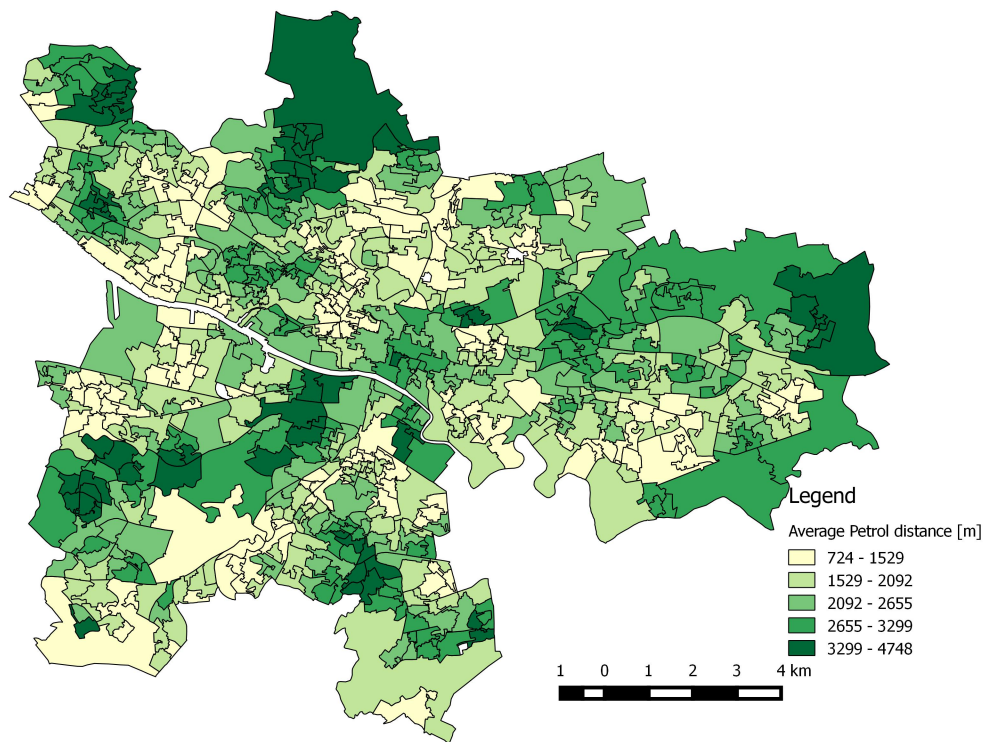 Legend
Average Petrol distance [m]
724 - 1529
1529 - 2092
2092 - 2655
2655 - 3299
3299 - 4748
1 0 1 2 3 4 km